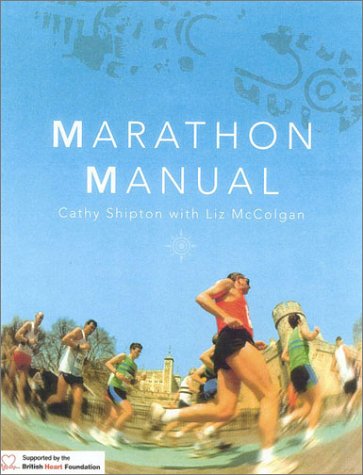 MARATHON
MANUAL
Cathy Shipton with Liz McColgan
Supported by the
British Heart Foundation